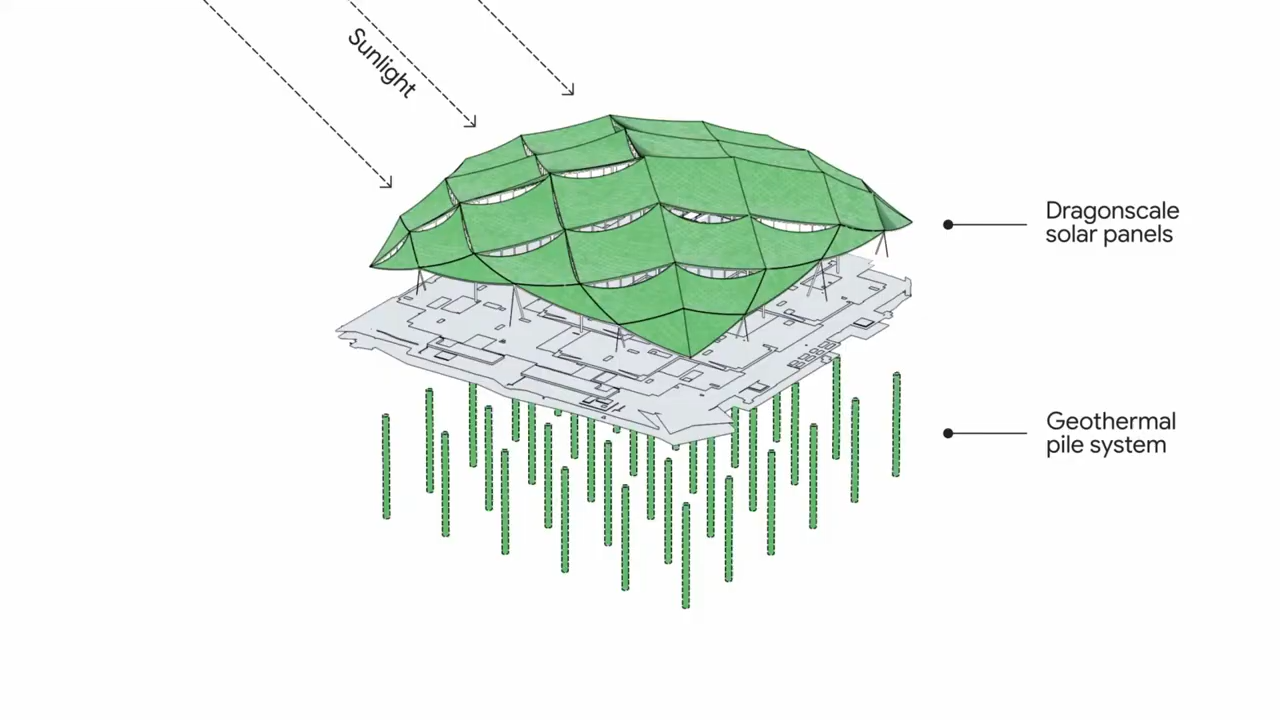 Sunlight
Dragonscale
solar panels
Geothermal
pile system